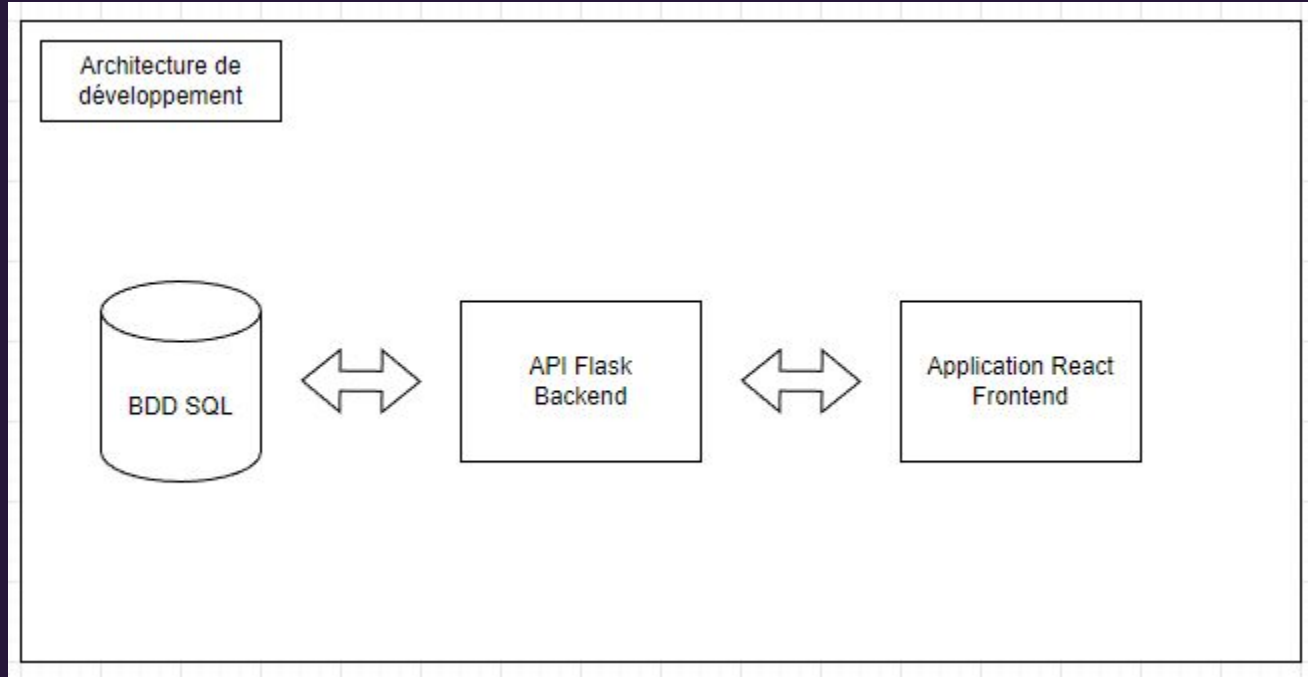 Architecture de
développement
BDD SQL
API Flask
Backend
Application React
Frontend